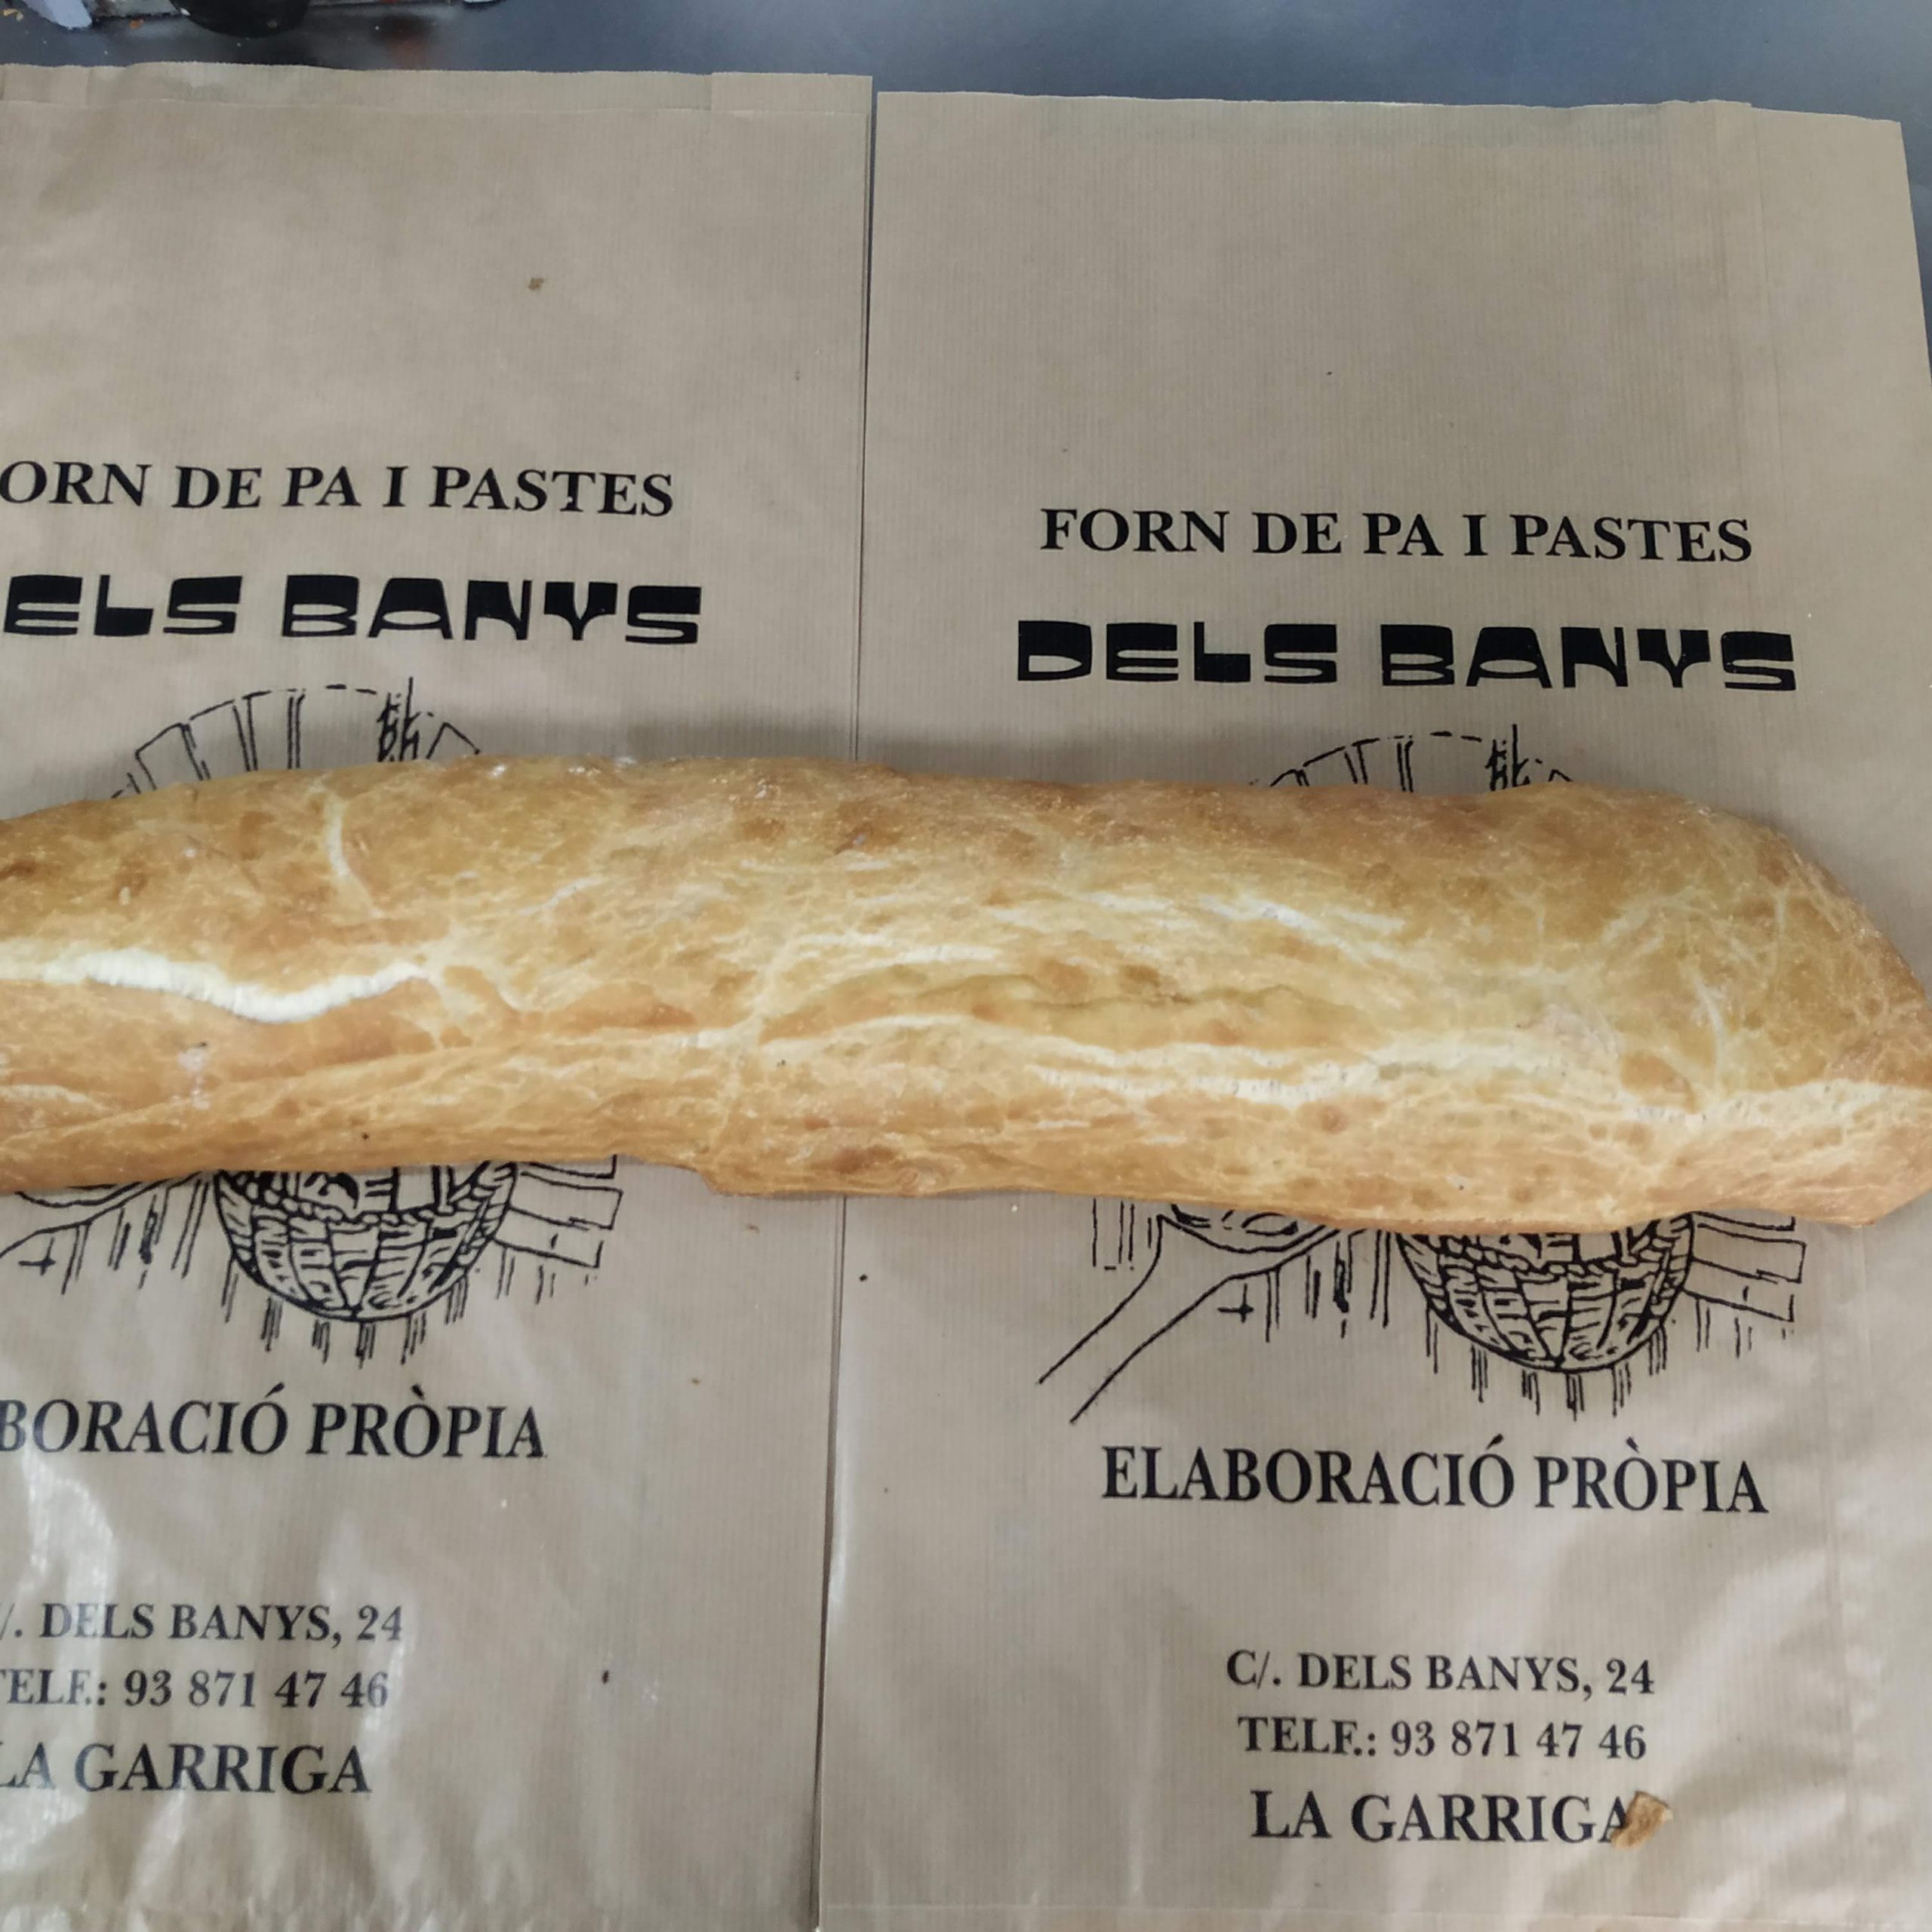 ORN DE PA I PASTES
ELS BANYS
BORACIÓ PRÒPIA
/. DELS BANYS, 24
TELF.: 93 871 47 46
LA GARRIGA
FORN DE PA I PASTES
DELS BANYS
ELABORACIÓ PRÒPIA
C/. DELS BANYS, 24
TELF.: 93 871 47 46
LA GARRIGA